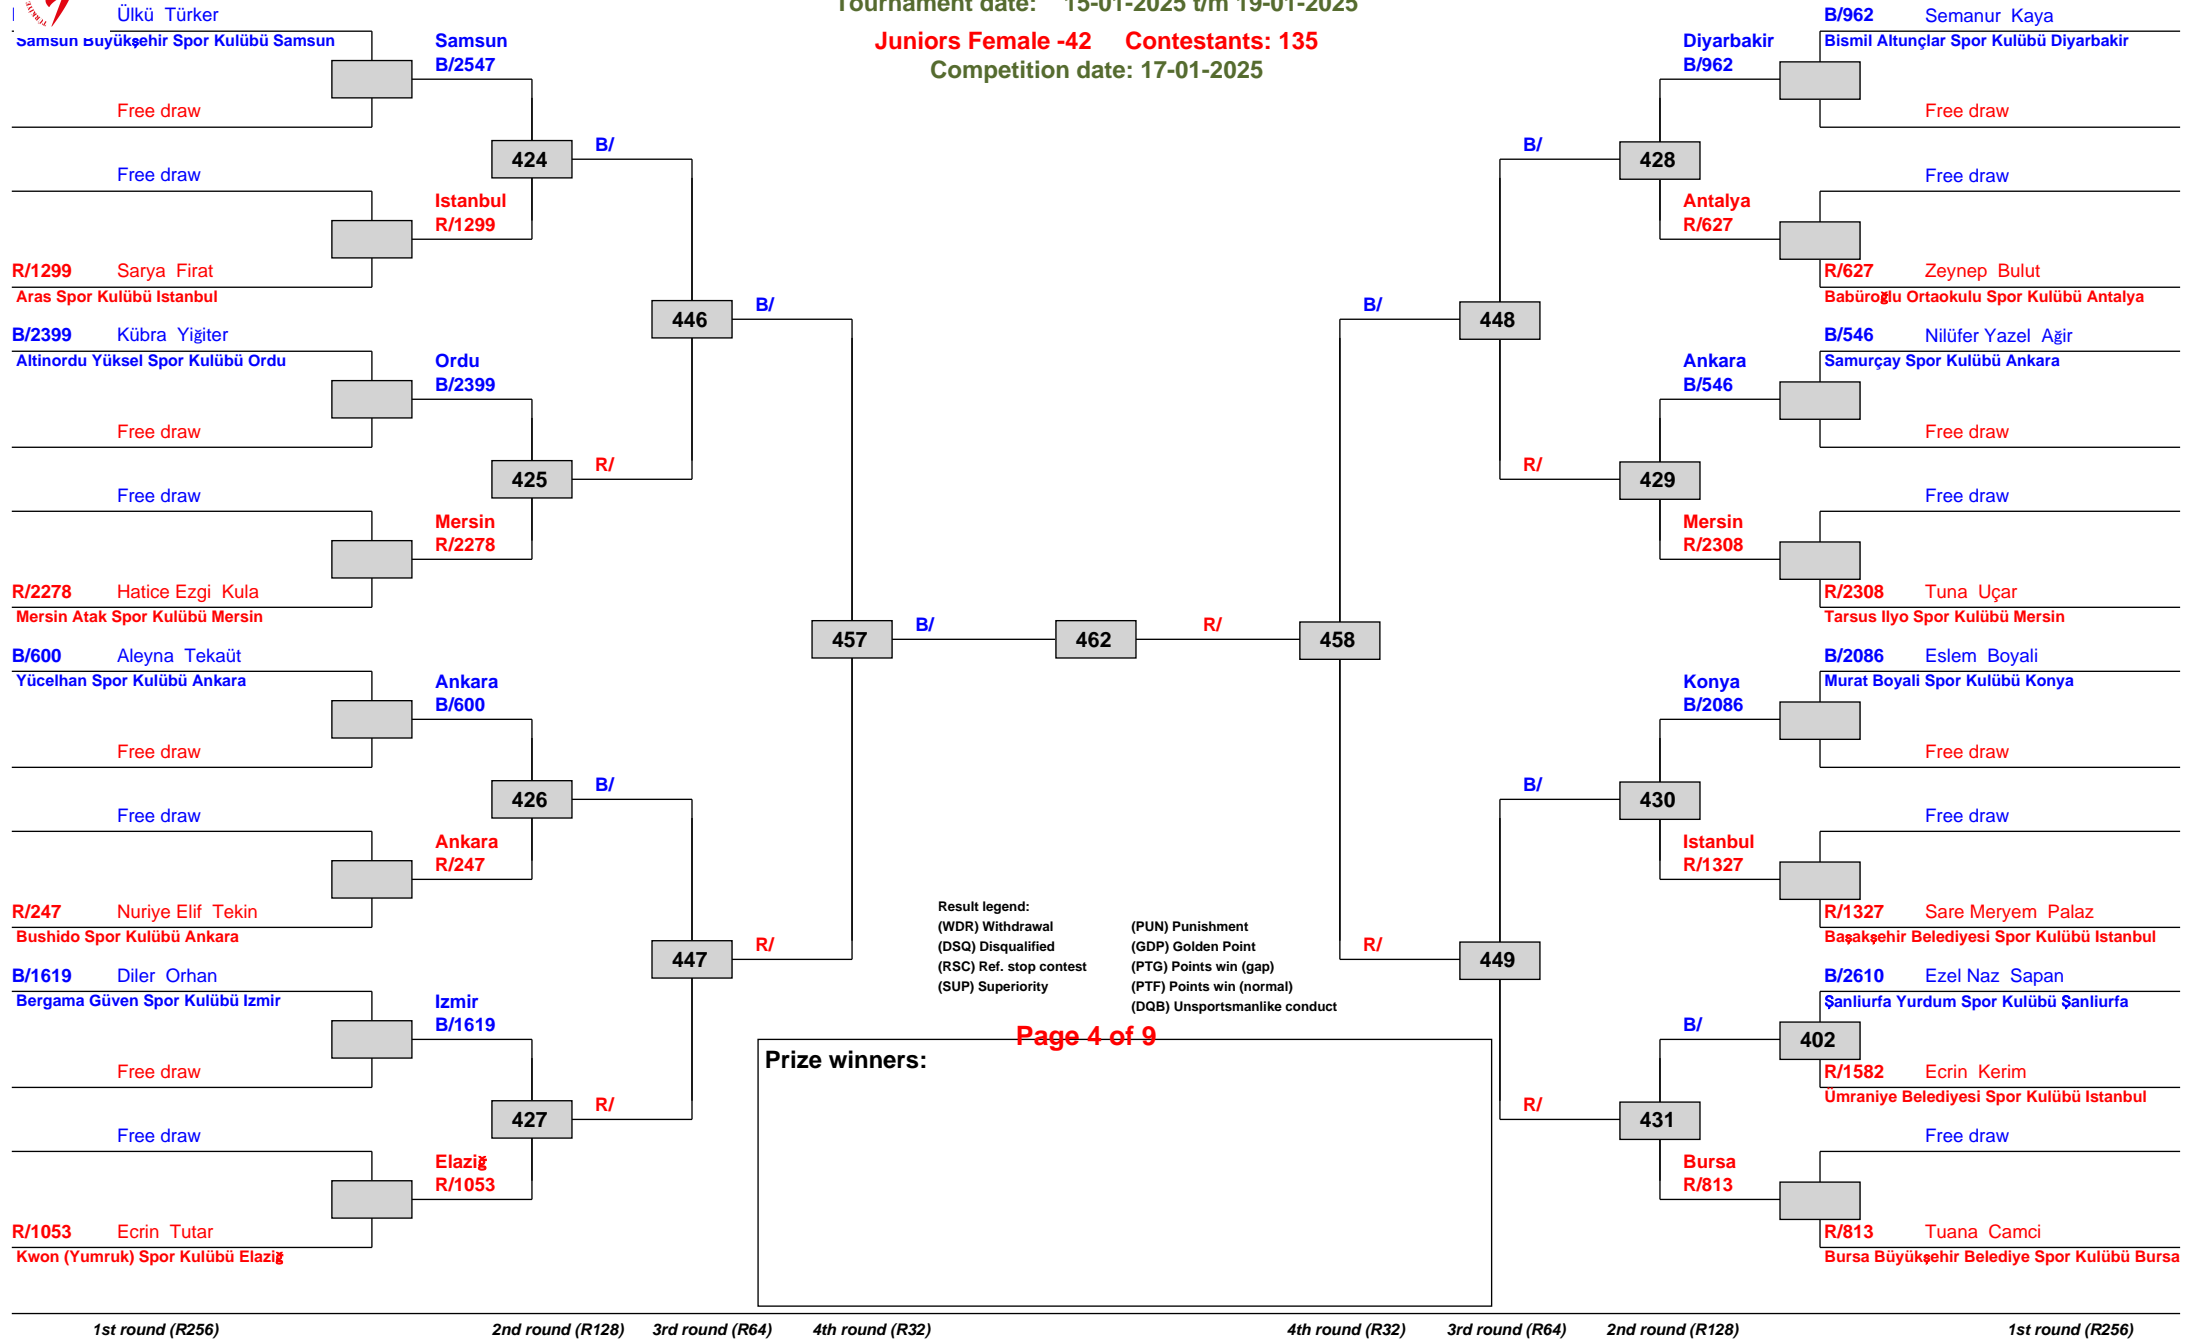 Tournament date: 15-01-2025 t/m 19-01-2025
Juniors Female -42 Contestants: 135
Competition date: 17-01-2025
Ülkü Türker
Samsun Büyükşehir Spor Kulübü Samsun
Samsun
B/2547
Free draw
424
B/
Free draw
Istanbul
R/1299
R/1299 Sarya Firat
Aras Spor Kulübü Istanbul
446
B/
B/2399 Kübra Yiğiter
Altinordu Yüksel Spor Kulübü Ordu
Ordu
B/2399
Free draw
425
R/
Free draw
Mersin
R/2278
R/2278 Hatice Ezgi Kula
Mersin Atak Spor Kulübü Mersin
457
B/
462
R/
458
B/600 Aleyna Tekaüt
Yücelhan Spor Kulübü Ankara
Ankara
B/600
Free draw
426
B/
Free draw
Ankara
R/247
R/247 Nuriye Elif Tekin
Bushido Spor Kulübü Ankara
447
R/
B/1619 Diler Orhan
Bergama Güven Spor Kulübü Izmir
Izmir
B/1619
Free draw
427
R/
Free draw
Elaziğ
R/1053
R/1053 Ecrin Tutar
Kwon (Yumruk) Spor Kulübü Elaziğ
B/962 Semanur Kaya
Bismil Altunçlar Spor Kulübü Diyarbakir
Diyarbakir
B/962
Free draw
B/
428
Free draw
Antalya
R/627
R/627 Zeynep Bulut
Babüroğlu Ortaokulu Spor Kulübü Antalya
B/
448
B/546 Nilüfer Yazel Ağir
Samurçay Spor Kulübü Ankara
Ankara
B/546
Free draw
R/
429
Free draw
Mersin
R/2308
R/2308 Tuna Uçar
Tarsus Ilyo Spor Kulübü Mersin
B/2086 Eslem Boyali
Murat Boyali Spor Kulübü Konya
Konya
B/2086
Free draw
B/
430
Free draw
Istanbul
R/1327
R/1327 Sare Meryem Palaz
Başakşehir Belediyesi Spor Kulübü Istanbul
R/
449
B/2610 Ezel Naz Sapan
Şanliurfa Yurdum Spor Kulübü Şanliurfa
B/
402
R/1582 Ecrin Kerim
Ümraniye Belediyesi Spor Kulübü Istanbul
R/
431
Free draw
Bursa
R/813
R/813 Tuana Camci
Bursa Büyükşehir Belediye Spor Kulübü Bursa
Result legend:
(WDR) Withdrawal (PUN) Punishment
(DSQ) Disqualified (GDP) Golden Point
(RSC) Ref. stop contest (PTG) Points win (gap)
(SUP) Superiority (PTF) Points win (normal)
(DQB) Unsportsmanlike conduct
Page 4 of 9
Prize winners:
1st round (R256) 2nd round (R128) 3rd round (R64) 4th round (R32) 4th round (R32) 3rd round (R64) 2nd round (R128) 1st round (R256)